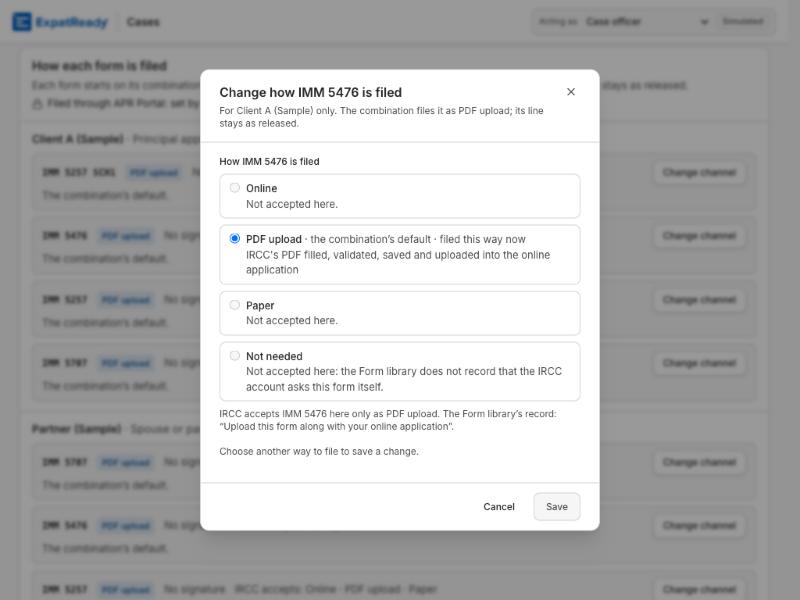 ExpatReady Cases
Acting as Case officer Simulated
How each form is filed
Each form starts on its combination
stays as released.
Filed through APR Portal: set by
Client A (Sample) · Principal app
IMM 5257 SCH1 PDF upload
Change channel
The combination's default.
IMM 5476 PDF upload No sign
Change channel
The combination's default.
IMM 5257 PDF upload No sign
Change channel
The combination's default.
IMM 5707 PDF upload No sign
Change channel
The combination's default.
Partner (Sample) · Spouse or pa
IMM 5707 PDF upload No sign
Change channel
The combination's default.
IMM 5476 PDF upload No sign
Change channel
The combination's default.
IMM 5257 PDF upload No signature IRCC accepts: Online · PDF upload · Paper
Change channel
Change how IMM 5476 is filed
For Client A (Sample) only. The combination files it as PDF upload; its line
stays as released.
How IMM 5476 is filed
Online
Not accepted here.
PDF upload · the combination's default · filed this way now
IRCC's PDF filled, validated, saved and uploaded into the online
application
Paper
Not accepted here.
Not needed
Not accepted here: the Form library does not record that the IRCC
account asks this form itself.
IRCC accepts IMM 5476 here only as PDF upload. The Form library's record:
“Upload this form along with your online application”.
Choose another way to file to save a change.
Cancel Save